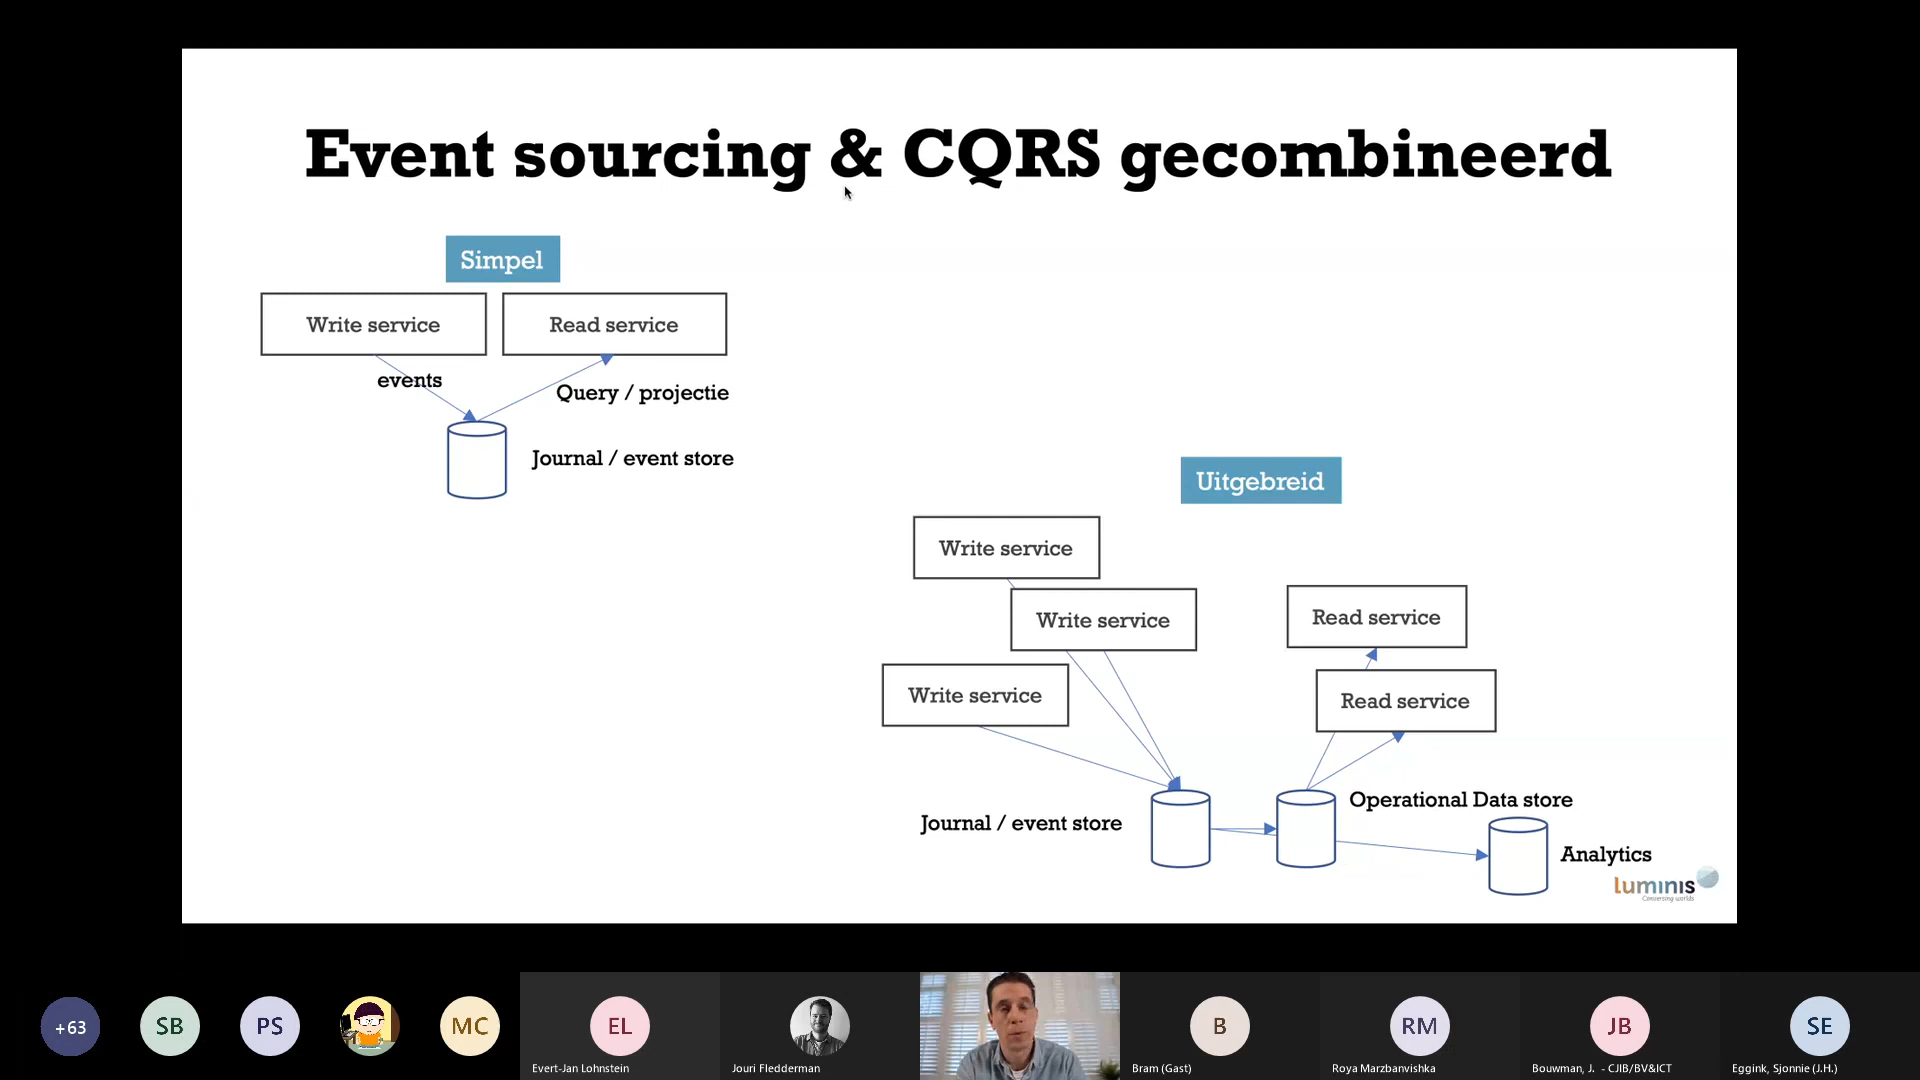 Event sourcing & CQRS gecombineerd
Simpel
Write service
Read service
events
Query / projectie
Journal / event store
Uitgebreid
Write service
Write service
Write service
Read service
Read service
Journal / event store
Operational Data store
Analytics
luminis
Conversing worlds
+63
SB
PS
MC
EL
Evert-Jan Lohnstein
Jouri Fledderman
B
Bram (Gast)
RM
Roya Marzbanvishka
JB
Bouwman, J. - CJIB/BV&ICT
SE
Eggink, Sjonnie (J.H.)